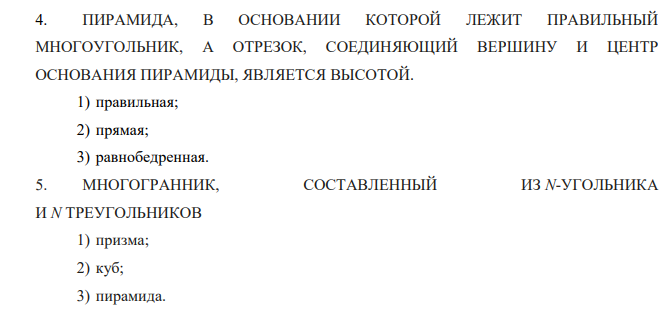 4. ПИРАМИДА, В ОСНОВАНИИ КОТОРОЙ ЛЕЖИТ ПРАВИЛЬНЫЙ
МНОГОУГОЛЬНИК, А ОТРЕЗОК, СОЕДИНЯЮЩИЙ ВЕРШИНУ И ЦЕНТР
ОСНОВАНИЯ ПИРАМИДЫ, ЯВЛЯЕТСЯ ВЫСОТОЙ.
1) правильная;
2) прямая;
3) равнобедренная.
5. МНОГОГРАННИК, СОСТАВЛЕННЫЙ ИЗ N-УГОЛЬНИКА
И N ТРЕУГОЛЬНИКОВ
1) призма;
2) куб;
3) пирамида.